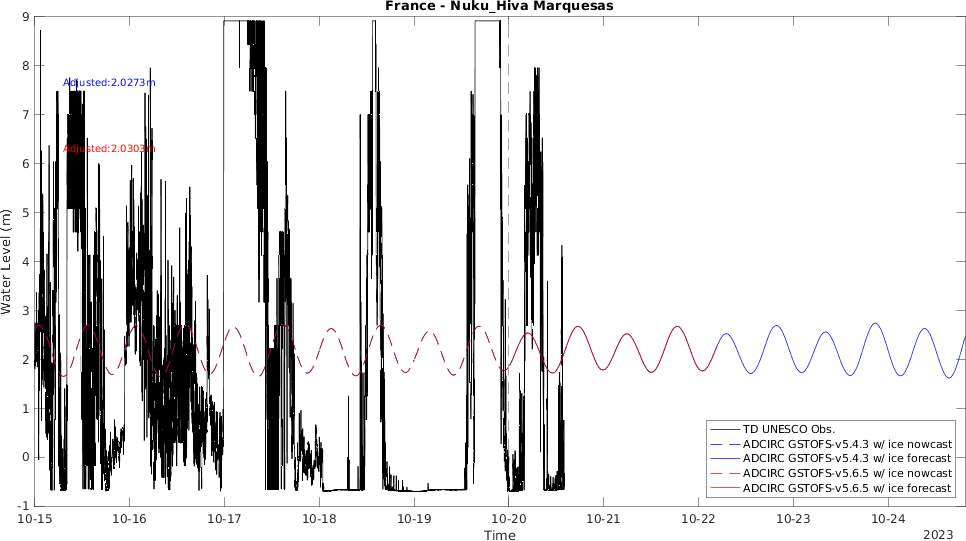 France - Nuku_Hiva Marquesas
9
8
7
6
5
4
3
2
1
0
-1
Water Level (m)
Adjusted:2.0273m
Adjusted:2.0303m
TD UNESCO Obs.
ADCIRC GSTOFS-v5.4.3 w/ ice nowcast
ADCIRC GSTOFS-v5.4.3 w/ ice forecast
ADCIRC GSTOFS-v5.6.5 w/ ice nowcast
ADCIRC GSTOFS-v5.6.5 w/ ice forecast
10-15 10-16 10-17 10-18 10-19 10-20 10-21 10-22 10-23 10-24
Time
2023